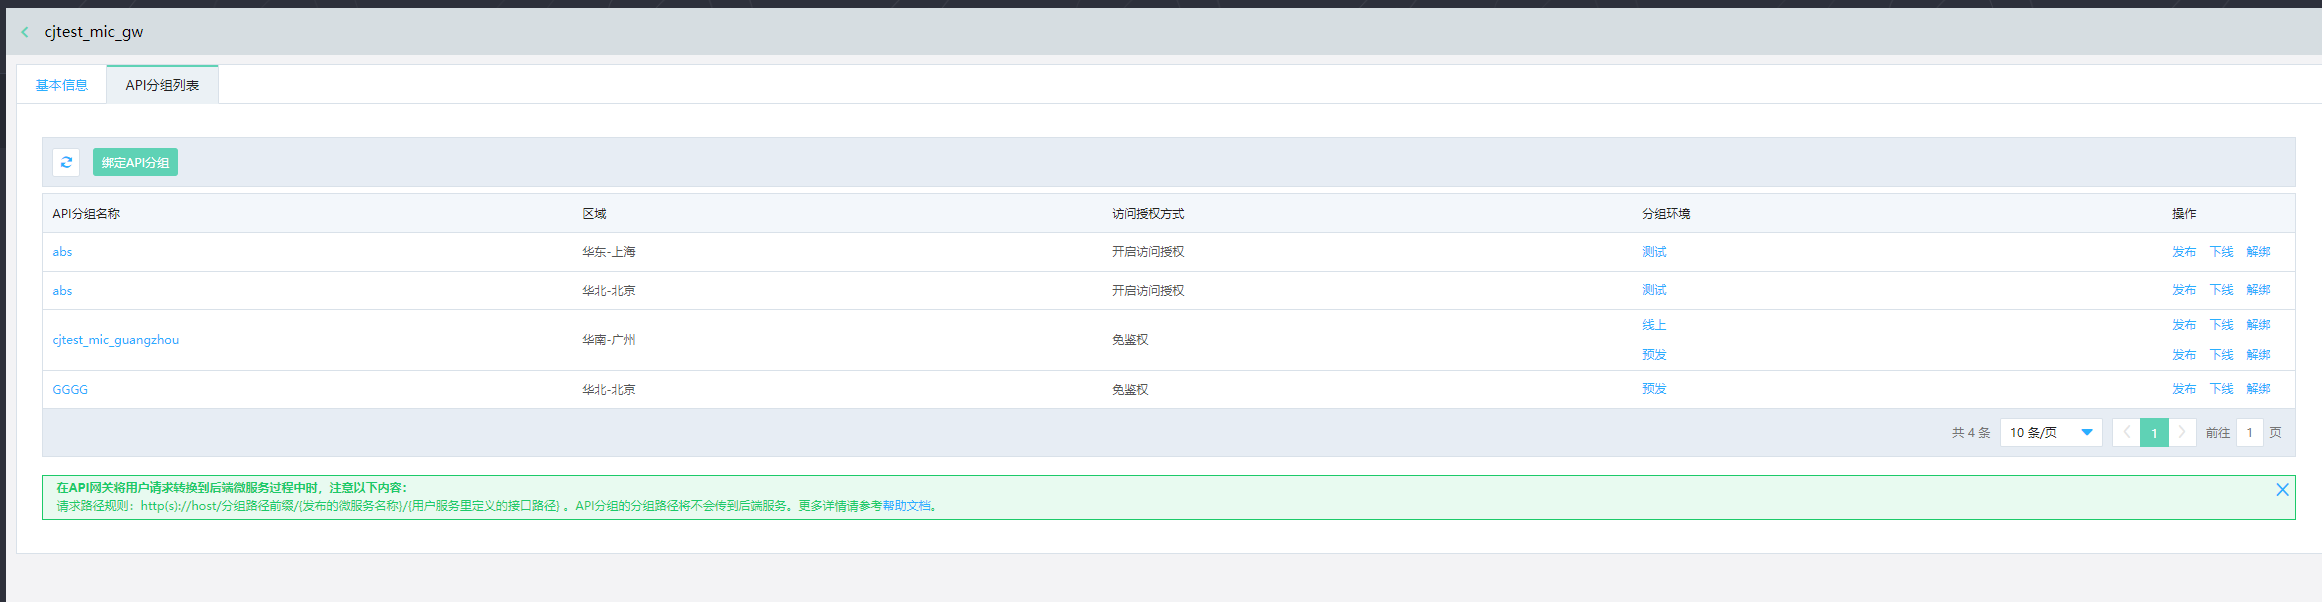 cjtest_mic_gw
基本信息 API分组列表
绑定API分组
API分组名称 区域 访问授权方式 分组环境 操作
abs 华东-上海 开启访问授权 测试 发布 下线 解绑
abs 华北-北京 开启访问授权 测试 发布 下线 解绑
cjtest_mic_guangzhou 华南-广州 免鉴权 线上 发布 下线 解绑
预发 发布 下线 解绑
GGGG 华北-北京 免鉴权 预发 发布 下线 解绑
共 4 条 10 条/页 1 前往 1 页
在API网关将用户请求转换到后端微服务过程中时，注意以下内容：
请求路径规则：http(s)://host/分组路径前缀/{发布的微服务名称}/{用户服务里定义的接口路径} 。API分组的分组路径将不会传到后端服务。更多详情请参考帮助文档。